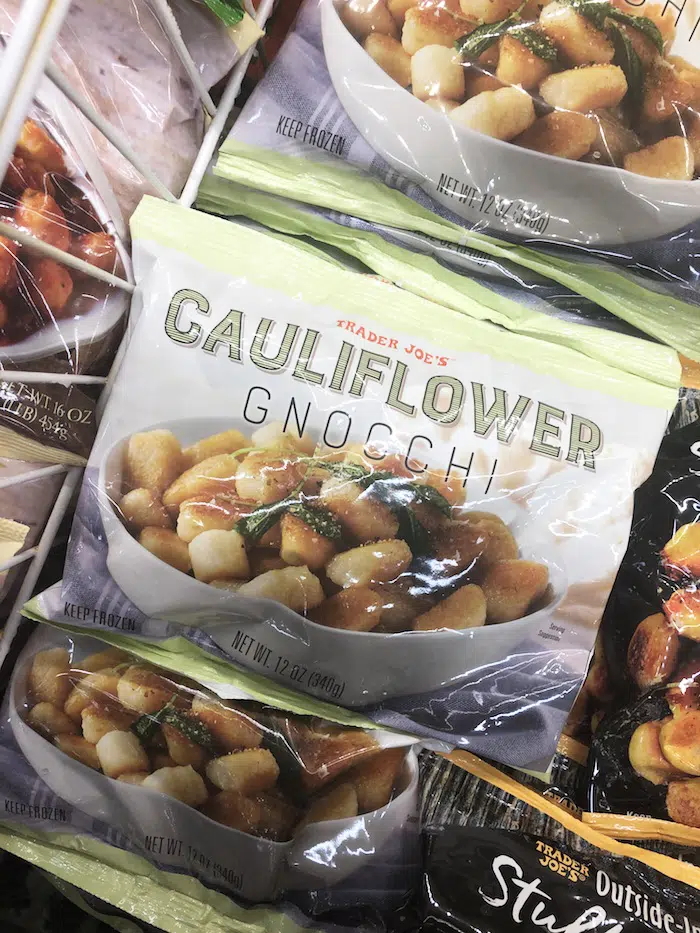 KEEP FROZEN
NET WT. 12 OZ (340g)
TRADER JOE'S
CAULIFLOWER
GNOCCHI
NET WT. 16 OZ
(1 LB) 454g
KEEP FROZEN
NET WT. 12 OZ (340g)
Serving
Suggestion
KEEP FROZEN
NET WT. 12 OZ (340g)
TRADER
JOE'S
Outside-
Stuf